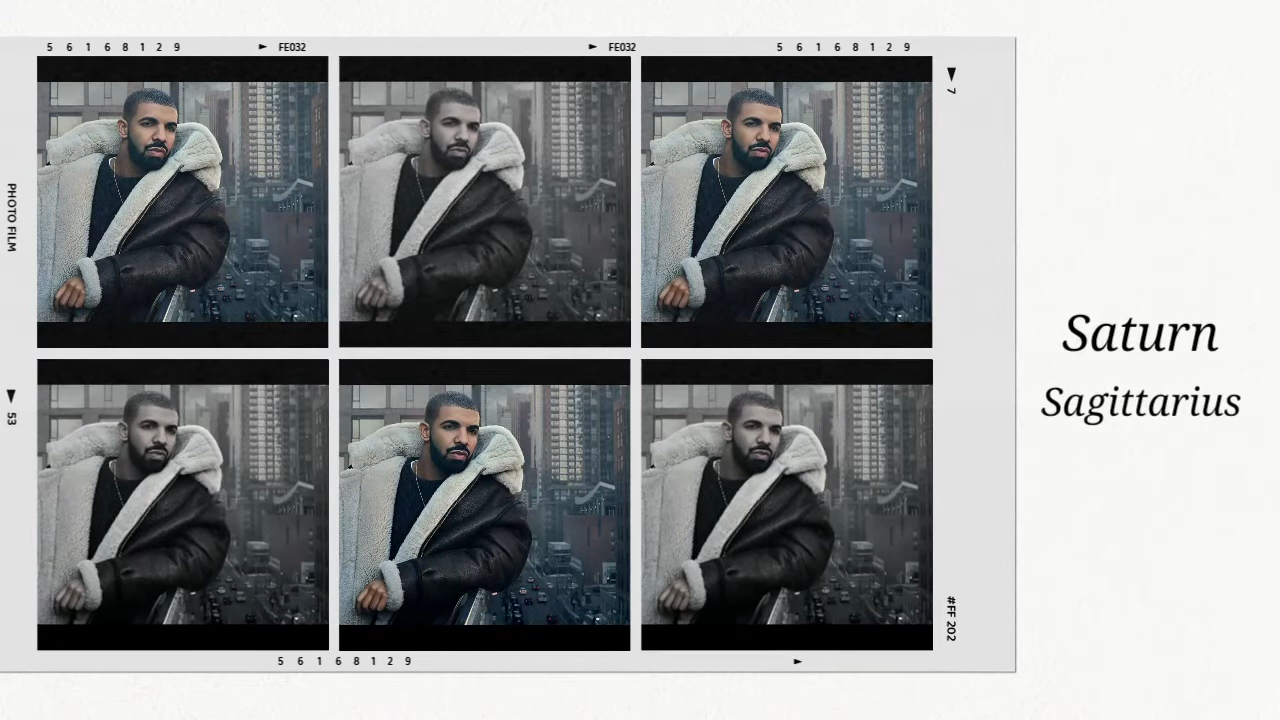 5 6 1 6 8 1 2 9 ► FE032 ► FE032 5 6 1 6 8 1 2 9
▼ 7
PHOTO FILM
Saturn
Sagittarius
▼ 53
#FF 202
5 6 1 6 8 1 2 9 ►